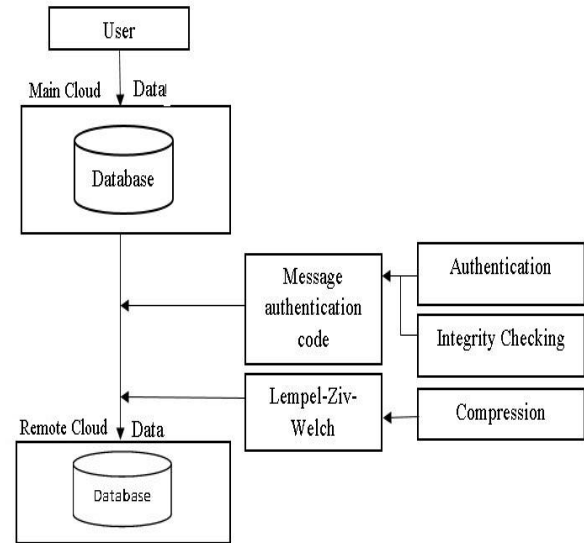 User
Main Cloud
Data
Database
Message
authentication
code
Authentication
Integrity Checking
Lempel-Ziv-
Welch
Compression
Remote Cloud
Data
Database